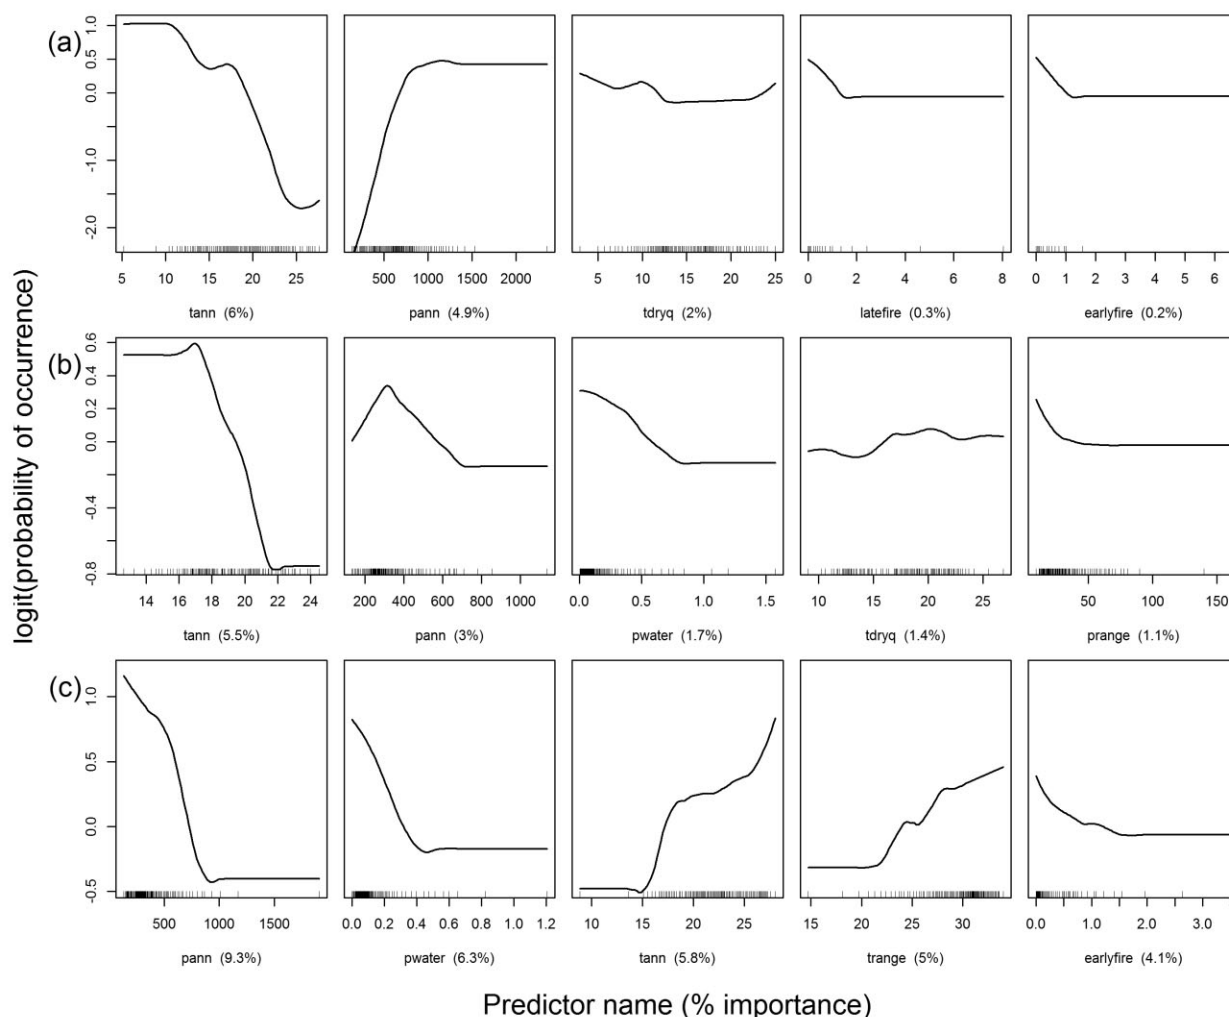 (a)
1.0
0.5
0.0
-1.0
-2.0
5 10 15 20 25
500 1000 1500 2000
5 10 15 20 25
0 2 4 6 8
0 1 2 3 4 5 6
tann (6%)
pann (4.9%)
tdryq (2%)
latefire (0.3%)
earlyfire (0.2%)
(b)
0.6
0.4
0.2
0.0
-0.4
-0.8
14 16 18 20 22 24
200 400 600 800 1000
0.0 0.5 1.0 1.5
10 15 20 25
50 100 150
tann (5.5%)
pann (3%)
pwater (1.7%)
tdryq (1.4%)
prange (1.1%)
(c)
1.0
0.5
0.0
-0.5
500 1000 1500
0.0 0.2 0.4 0.6 0.8 1.0 1.2
10 15 20 25
15 20 25 30
0.0 1.0 2.0 3.0
pann (9.3%)
pwater (6.3%)
tann (5.8%)
trange (5%)
earlyfire (4.1%)
logit(probability of occurrence)
Predictor name (% importance)